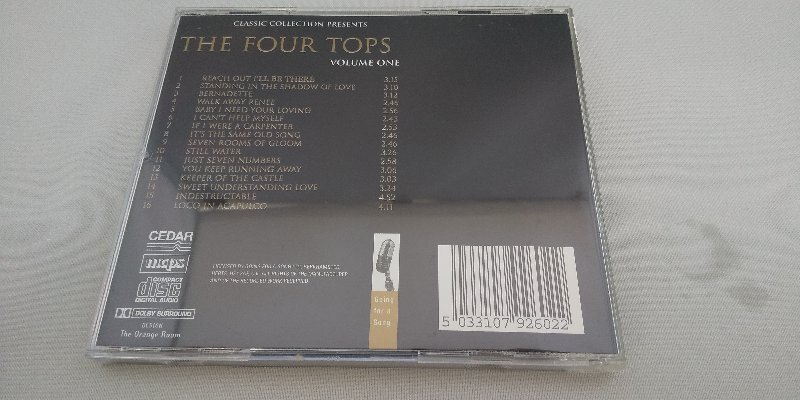 CLASSIC COLLECTION PRESENTS
THE FOUR TOPS
VOLUME ONE
1 REACH OUT I'LL BE THERE 3.15
2 STANDING IN THE SHADOW OF LOVE 3.10
3 BERNADETTE 3.12
4 WALK AWAY RENEE 2.46
5 BABY I NEED YOUR LOVING 2.56
6 I CAN'T HELP MYSELF 2.43
7 IF I WERE A CARPENTER 2.53
8 IT'S THE SAME OLD SONG 2.46
9 SEVEN ROOMS OF GLOOM 2.46
10 STILL WATER 3.26
11 JUST SEVEN NUMBERS 2.58
12 YOU KEEP RUNNING AWAY 3.06
13 KEEPER OF THE CASTLE 3.03
14 SWEET UNDERSTANDING LOVE 3.24
15 INDESTRUCTABLE 4.52
16 LOCO IN ACAPULCO 4.11
CEDAR
mcps
COMPACT
disc
DIGITAL AUDIO
DOLBY SURROUND
DESIGN
The Orange Room
Going
for a
Song
5 033107 926022